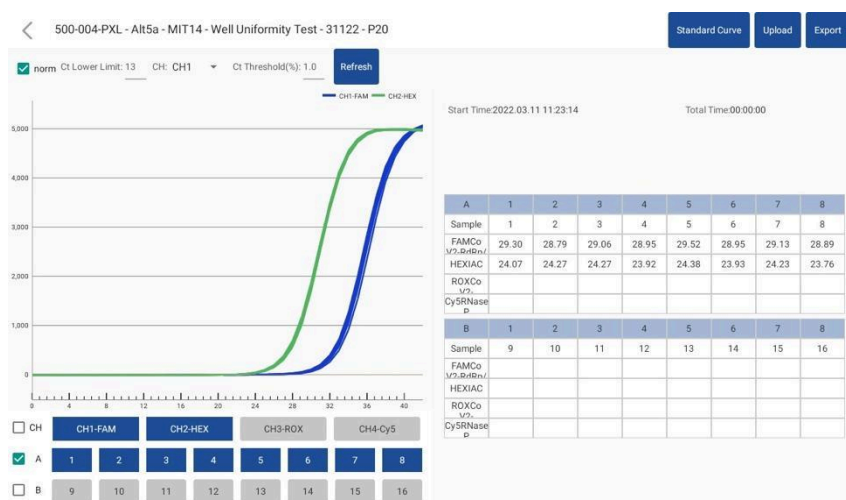 500-004-PXL - Alt5a - MIT14 - Well Uniformity Test - 31122 - P20
Standard Curve Upload Export
norm Ct Lower Limit: 13 CH: CH1 Ct Threshold(%): 1.0 Refresh
CH1-FAM CH2-HEX
Start Time:2022.03.11 11:23:14 Total Time:00:00:00
5,000
4,000
3,000
2,000
1,000
0
0 4 8 12 16 20 24 28 32 36 40
A 1 2 3 4 5 6 7 8
Sample 1 2 3 4 5 6 7 8
FAMCo
V2-RdRp/
29.30 28.79 29.06 28.95 29.52 28.95 29.13 28.89
HEXIAC 24.07 24.27 24.27 23.92 24.38 23.93 24.23 23.76
ROXCo
V2-
Cy5RNase
P
B 1 2 3 4 5 6 7 8
Sample 9 10 11 12 13 14 15 16
FAMCo
V2-RdRp/
HEXIAC
ROXCo
V2-
Cy5RNase
P
CH CH1-FAM CH2-HEX CH3-ROX CH4-Cy5
A 1 2 3 4 5 6 7 8
B 9 10 11 12 13 14 15 16